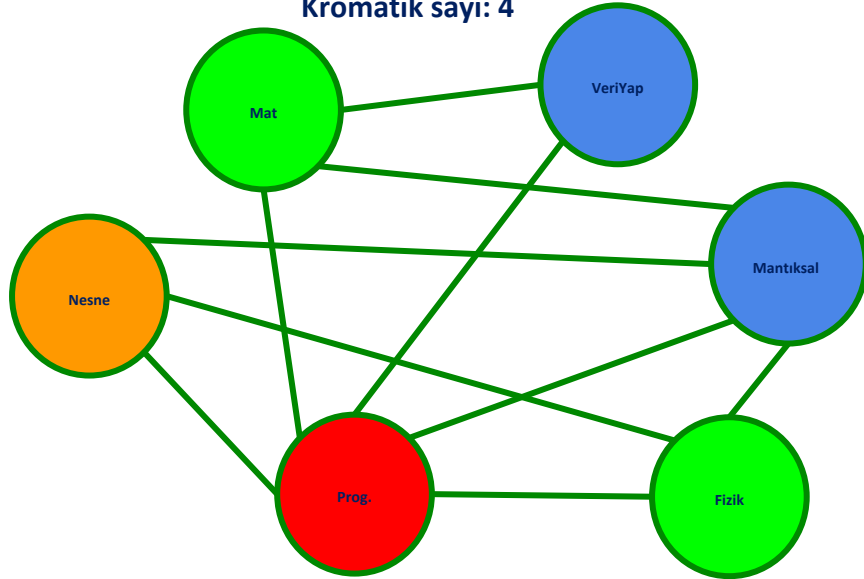 Kromatik sayı: 4
VeriYap
Mat
Mantıksal
Nesne
Prog.
Fizik